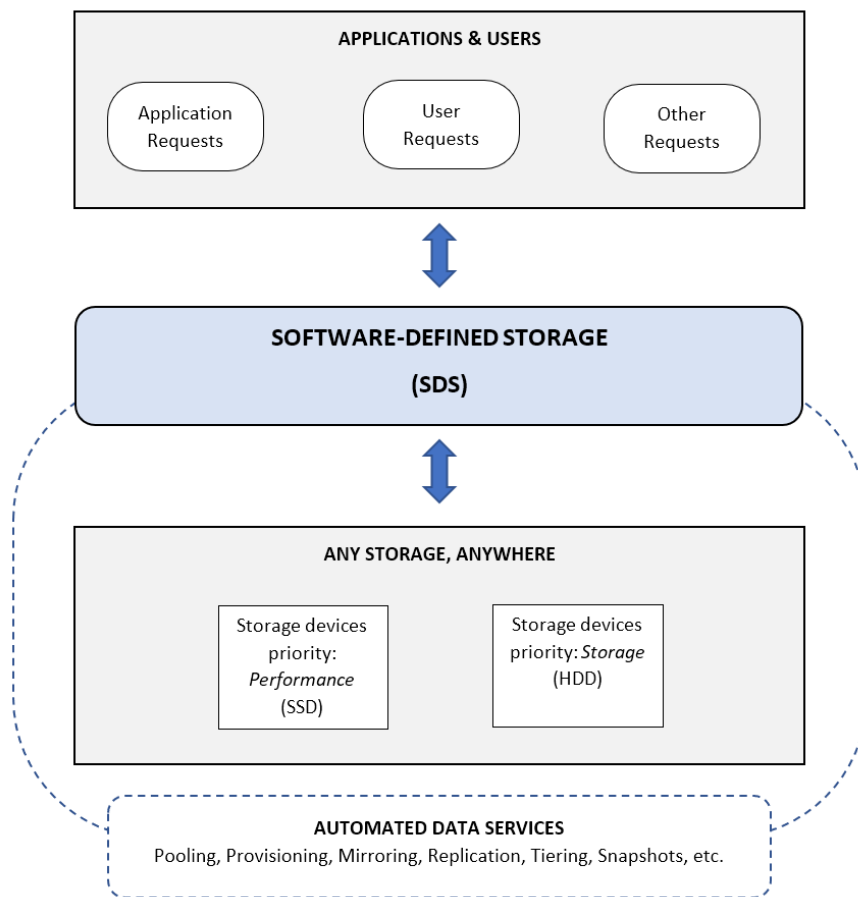 APPLICATIONS & USERS
Application
Requests
User
Requests
Other
Requests
SOFTWARE-DEFINED STORAGE
(SDS)
ANY STORAGE, ANYWHERE
Storage devices
priority:
Performance
(SSD)
Storage devices
priority: Storage
(HDD)
AUTOMATED DATA SERVICES
Pooling, Provisioning, Mirroring, Replication, Tiering, Snapshots, etc.